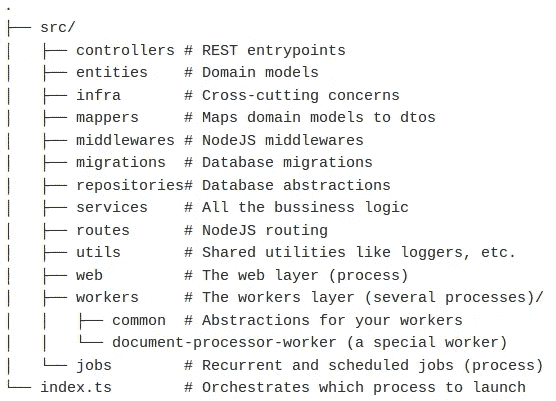 .
├── src/
│   ├── controllers # REST entrypoints
│   ├── entities    # Domain models
│   ├── infra       # Cross-cutting concerns
│   ├── mappers     # Maps domain models to dtos
│   ├── middlewares # NodeJS middlewares
│   ├── migrations  # Database migrations
│   ├── repositories# Database abstractions
│   ├── services    # All the bussiness logic
│   ├── routes      # NodeJS routing
│   ├── utils       # Shared utilities like loggers, etc.
│   ├── web         # The web layer (process)
│   ├── workers     # The workers layer (several processes)/
│   │   ├── common  # Abstractions for your workers
│   │   └── document-processor-worker (a special worker)
│   └── jobs        # Recurrent and scheduled jobs (process)
└── index.ts        # Orchestrates which process to launch